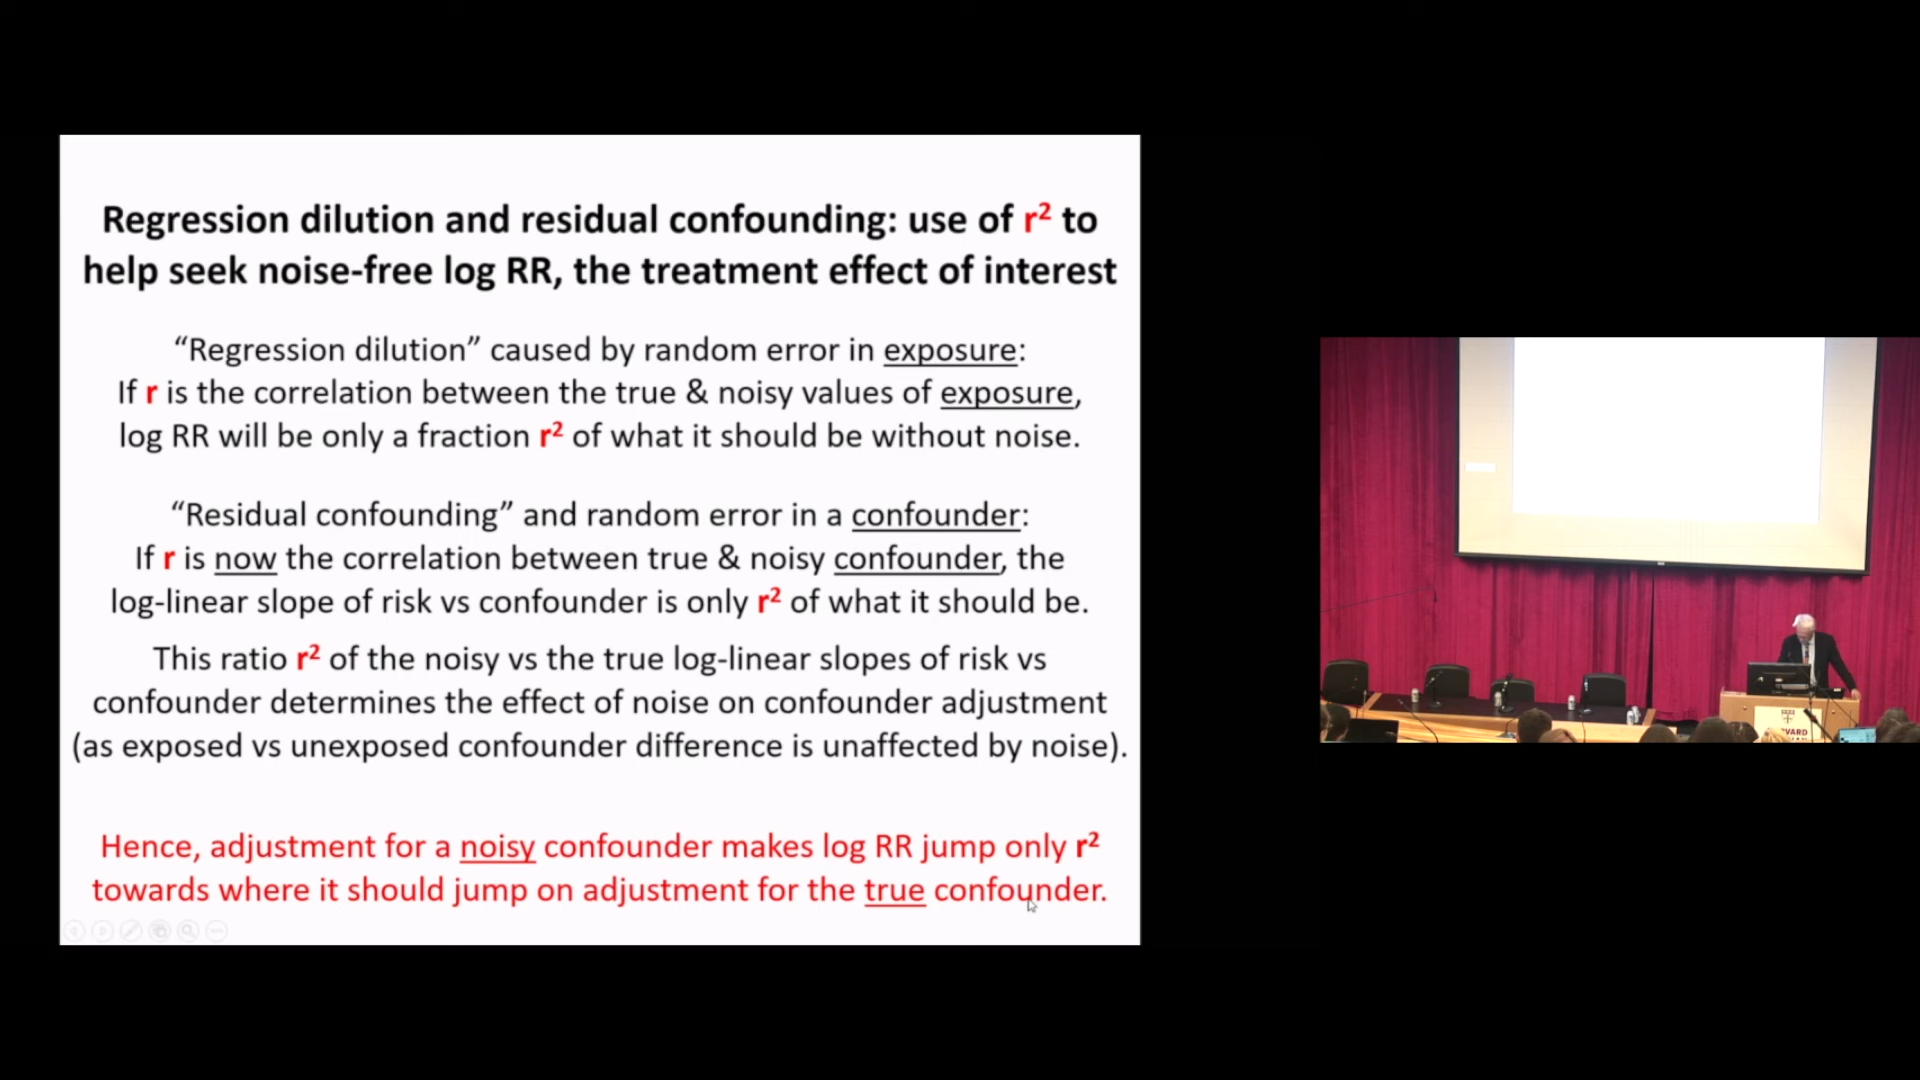 Regression dilution and residual confounding: use of r² to
help seek noise-free log RR, the treatment effect of interest
“Regression dilution” caused by random error in exposure:
If r is the correlation between the true & noisy values of exposure,
log RR will be only a fraction r² of what it should be without noise.
“Residual confounding” and random error in a confounder:
If r is now the correlation between true & noisy confounder, the
log-linear slope of risk vs confounder is only r² of what it should be.
This ratio r² of the noisy vs the true log-linear slopes of risk vs
confounder determines the effect of noise on confounder adjustment
(as exposed vs unexposed confounder difference is unaffected by noise).
Hence, adjustment for a noisy confounder makes log RR jump only r²
towards where it should jump on adjustment for the true confounder.
VARD